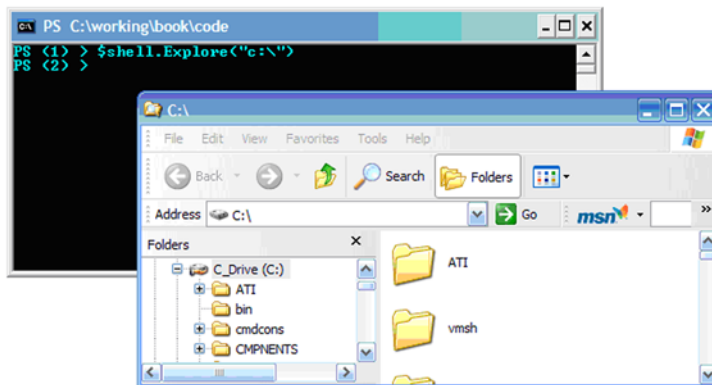 PS C:\working\book\code
PS (1) > $shell.Explore("c:\")
PS (2) >
C:\
File Edit View Favorites Tools Help
Back Search Folders
Address C:\ Go msn »
Folders x
C_Drive (C:)
ATI
bin
cmdcons
CMPNENTS
ATI
vmsh